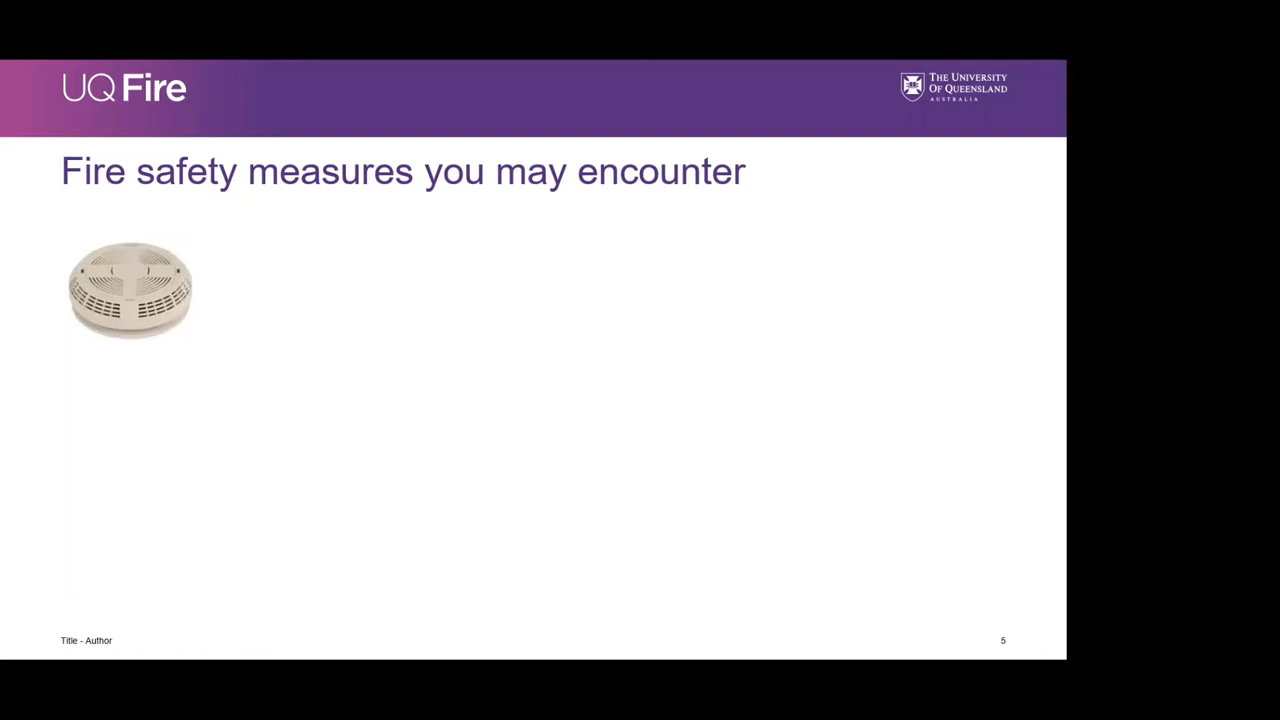 UQ Fire
THE UNIVERSITY
OF QUEENSLAND
AUSTRALIA
Fire safety measures you may encounter
Title - Author
5